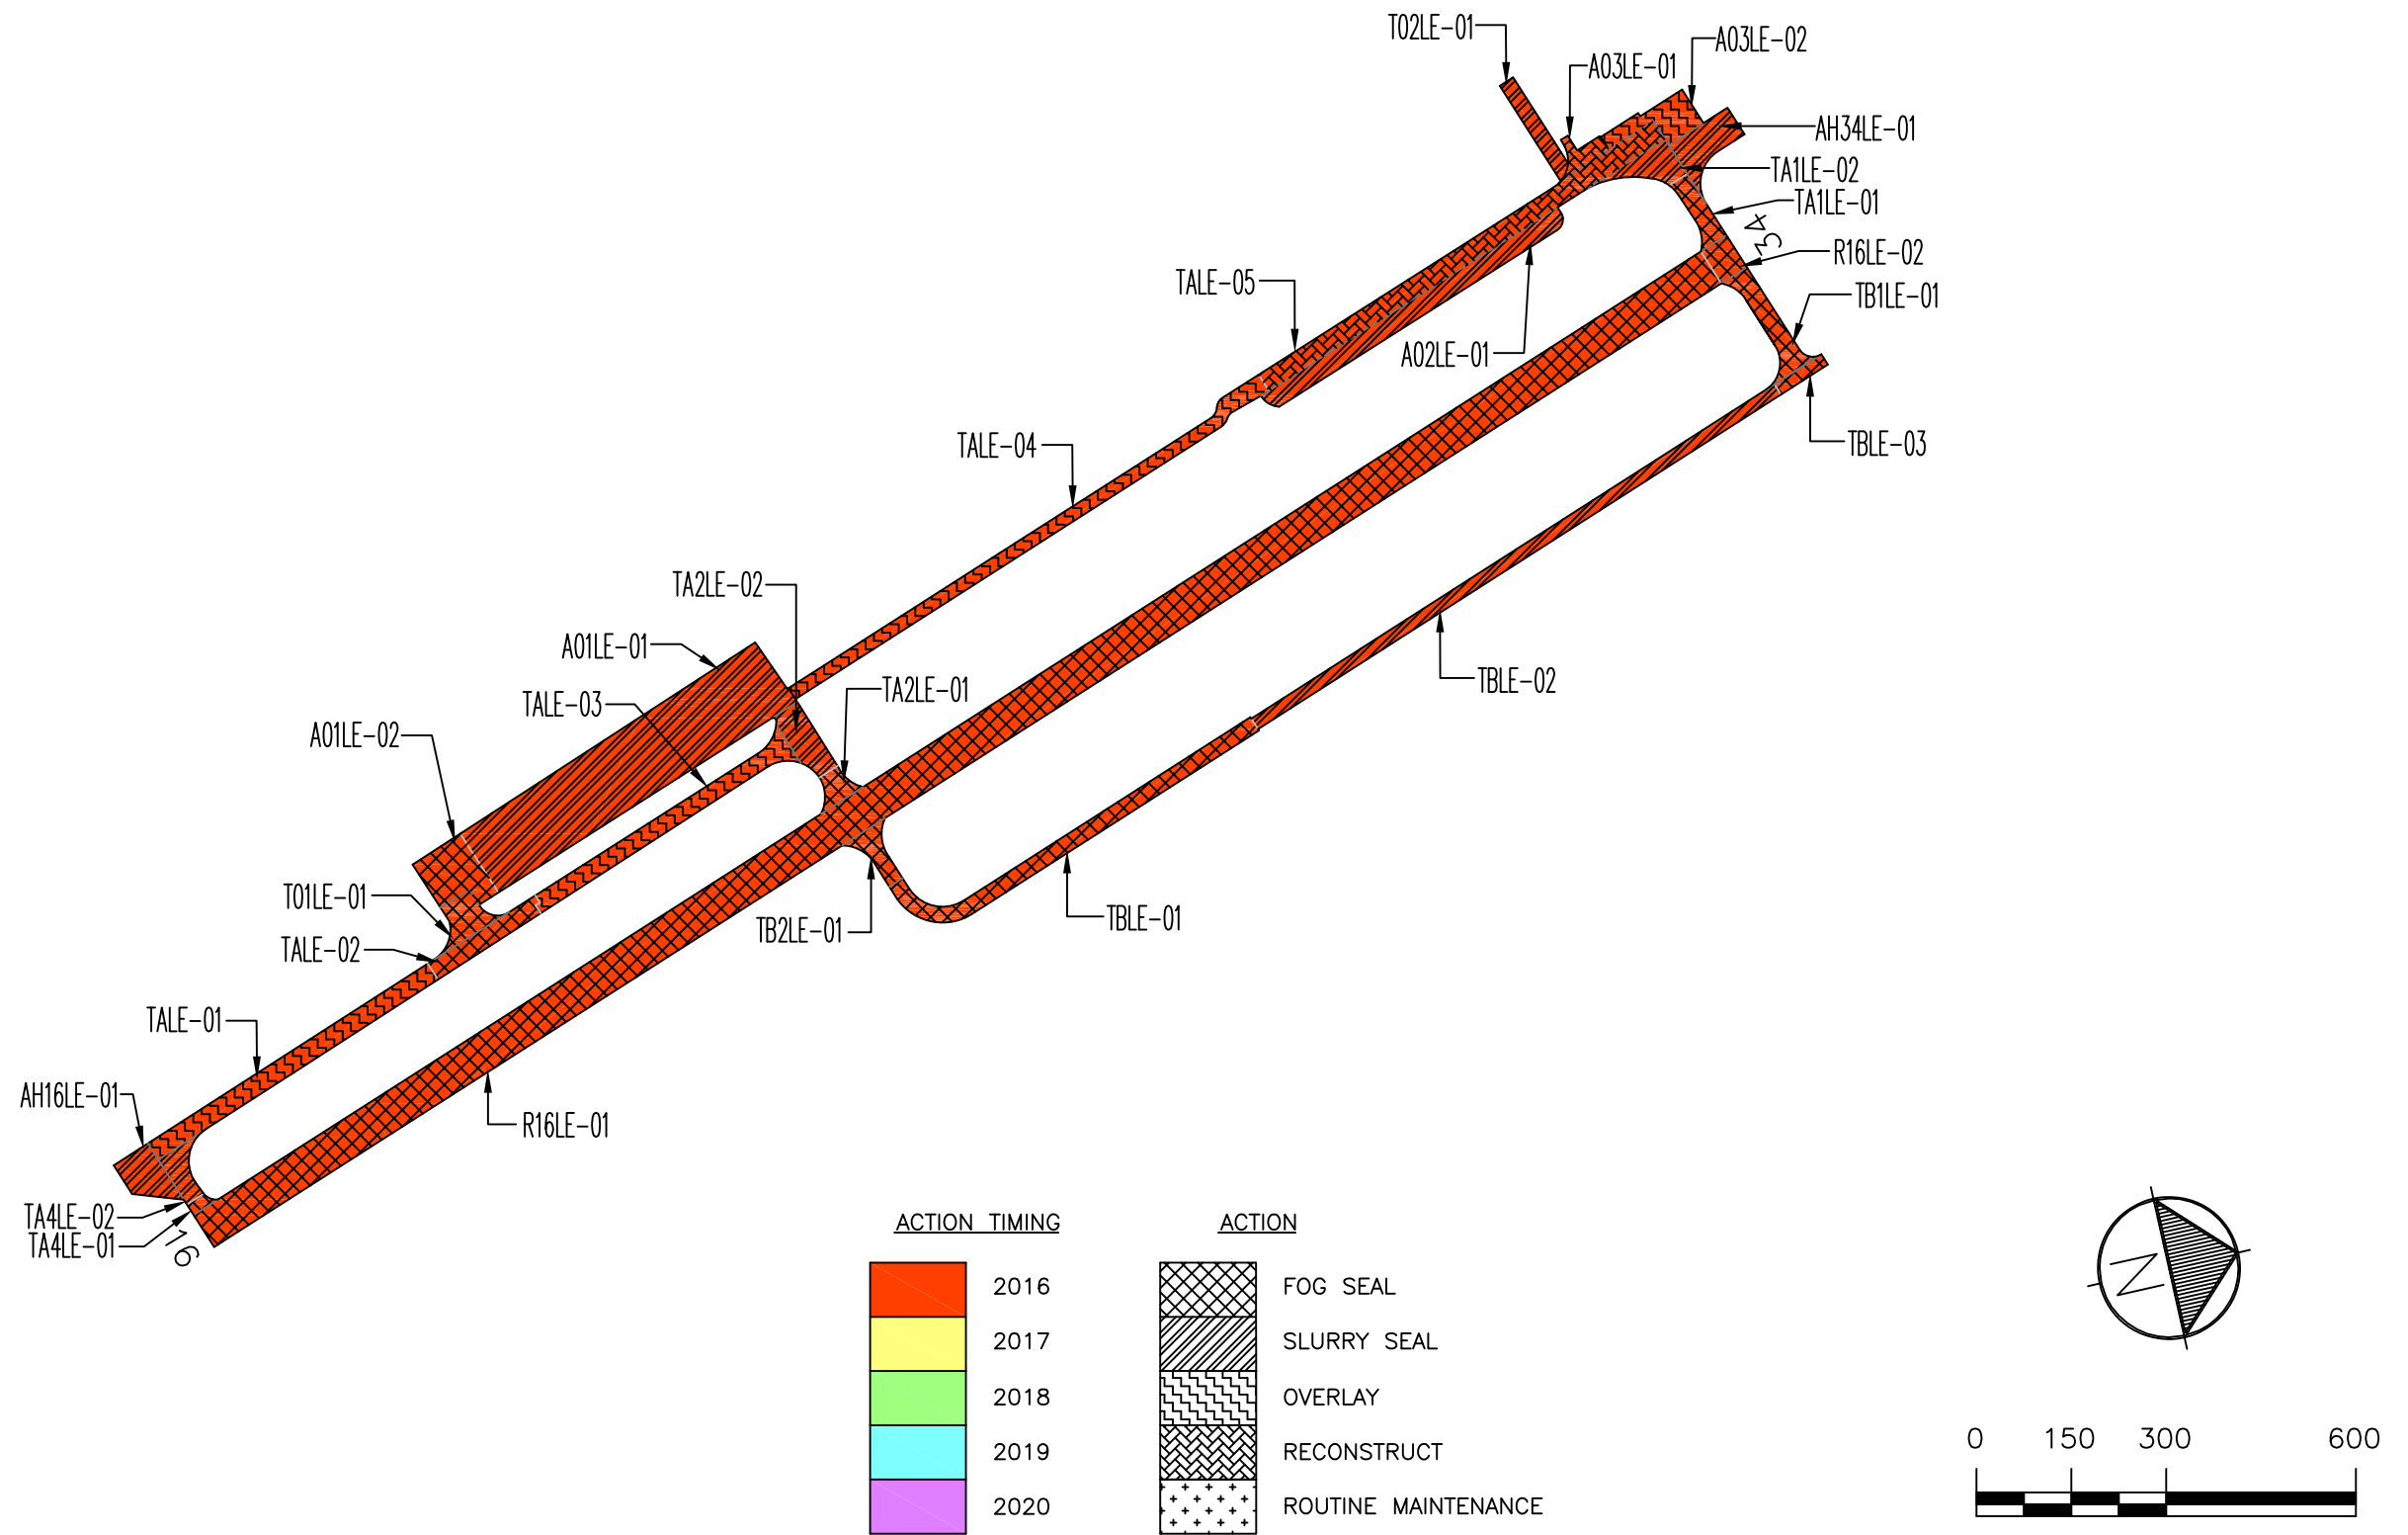 T02LE-01
A03LE-02
A03LE-01
AH34LE-01
TA1LE-02
TA1LE-01
34
R16LE-02
TALE-05
TB1LE-01
A02LE-01
TALE-04
TBLE-03
TA2LE-02
A01LE-01
TBLE-02
TA2LE-01
TALE-03
A01LE-02
T01LE-01
TB2LE-01
TBLE-01
TALE-02
TALE-01
AH16LE-01
R16LE-01
TA4LE-02
TA4LE-01
16
ACTION TIMING
2016
2017
2018
2019
2020
ACTION
FOG SEAL
SLURRY SEAL
OVERLAY
RECONSTRUCT
ROUTINE MAINTENANCE
N
0 150 300 600